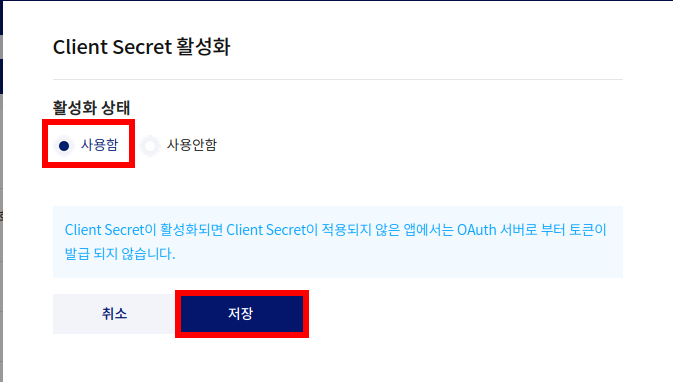 Client Secret 활성화
활성화 상태
사용함 사용안함
Client Secret이 활성화되면 Client Secret이 적용되지 않은 앱에서는 OAuth 서버로 부터 토큰이
발급 되지 않습니다.
취소 저장